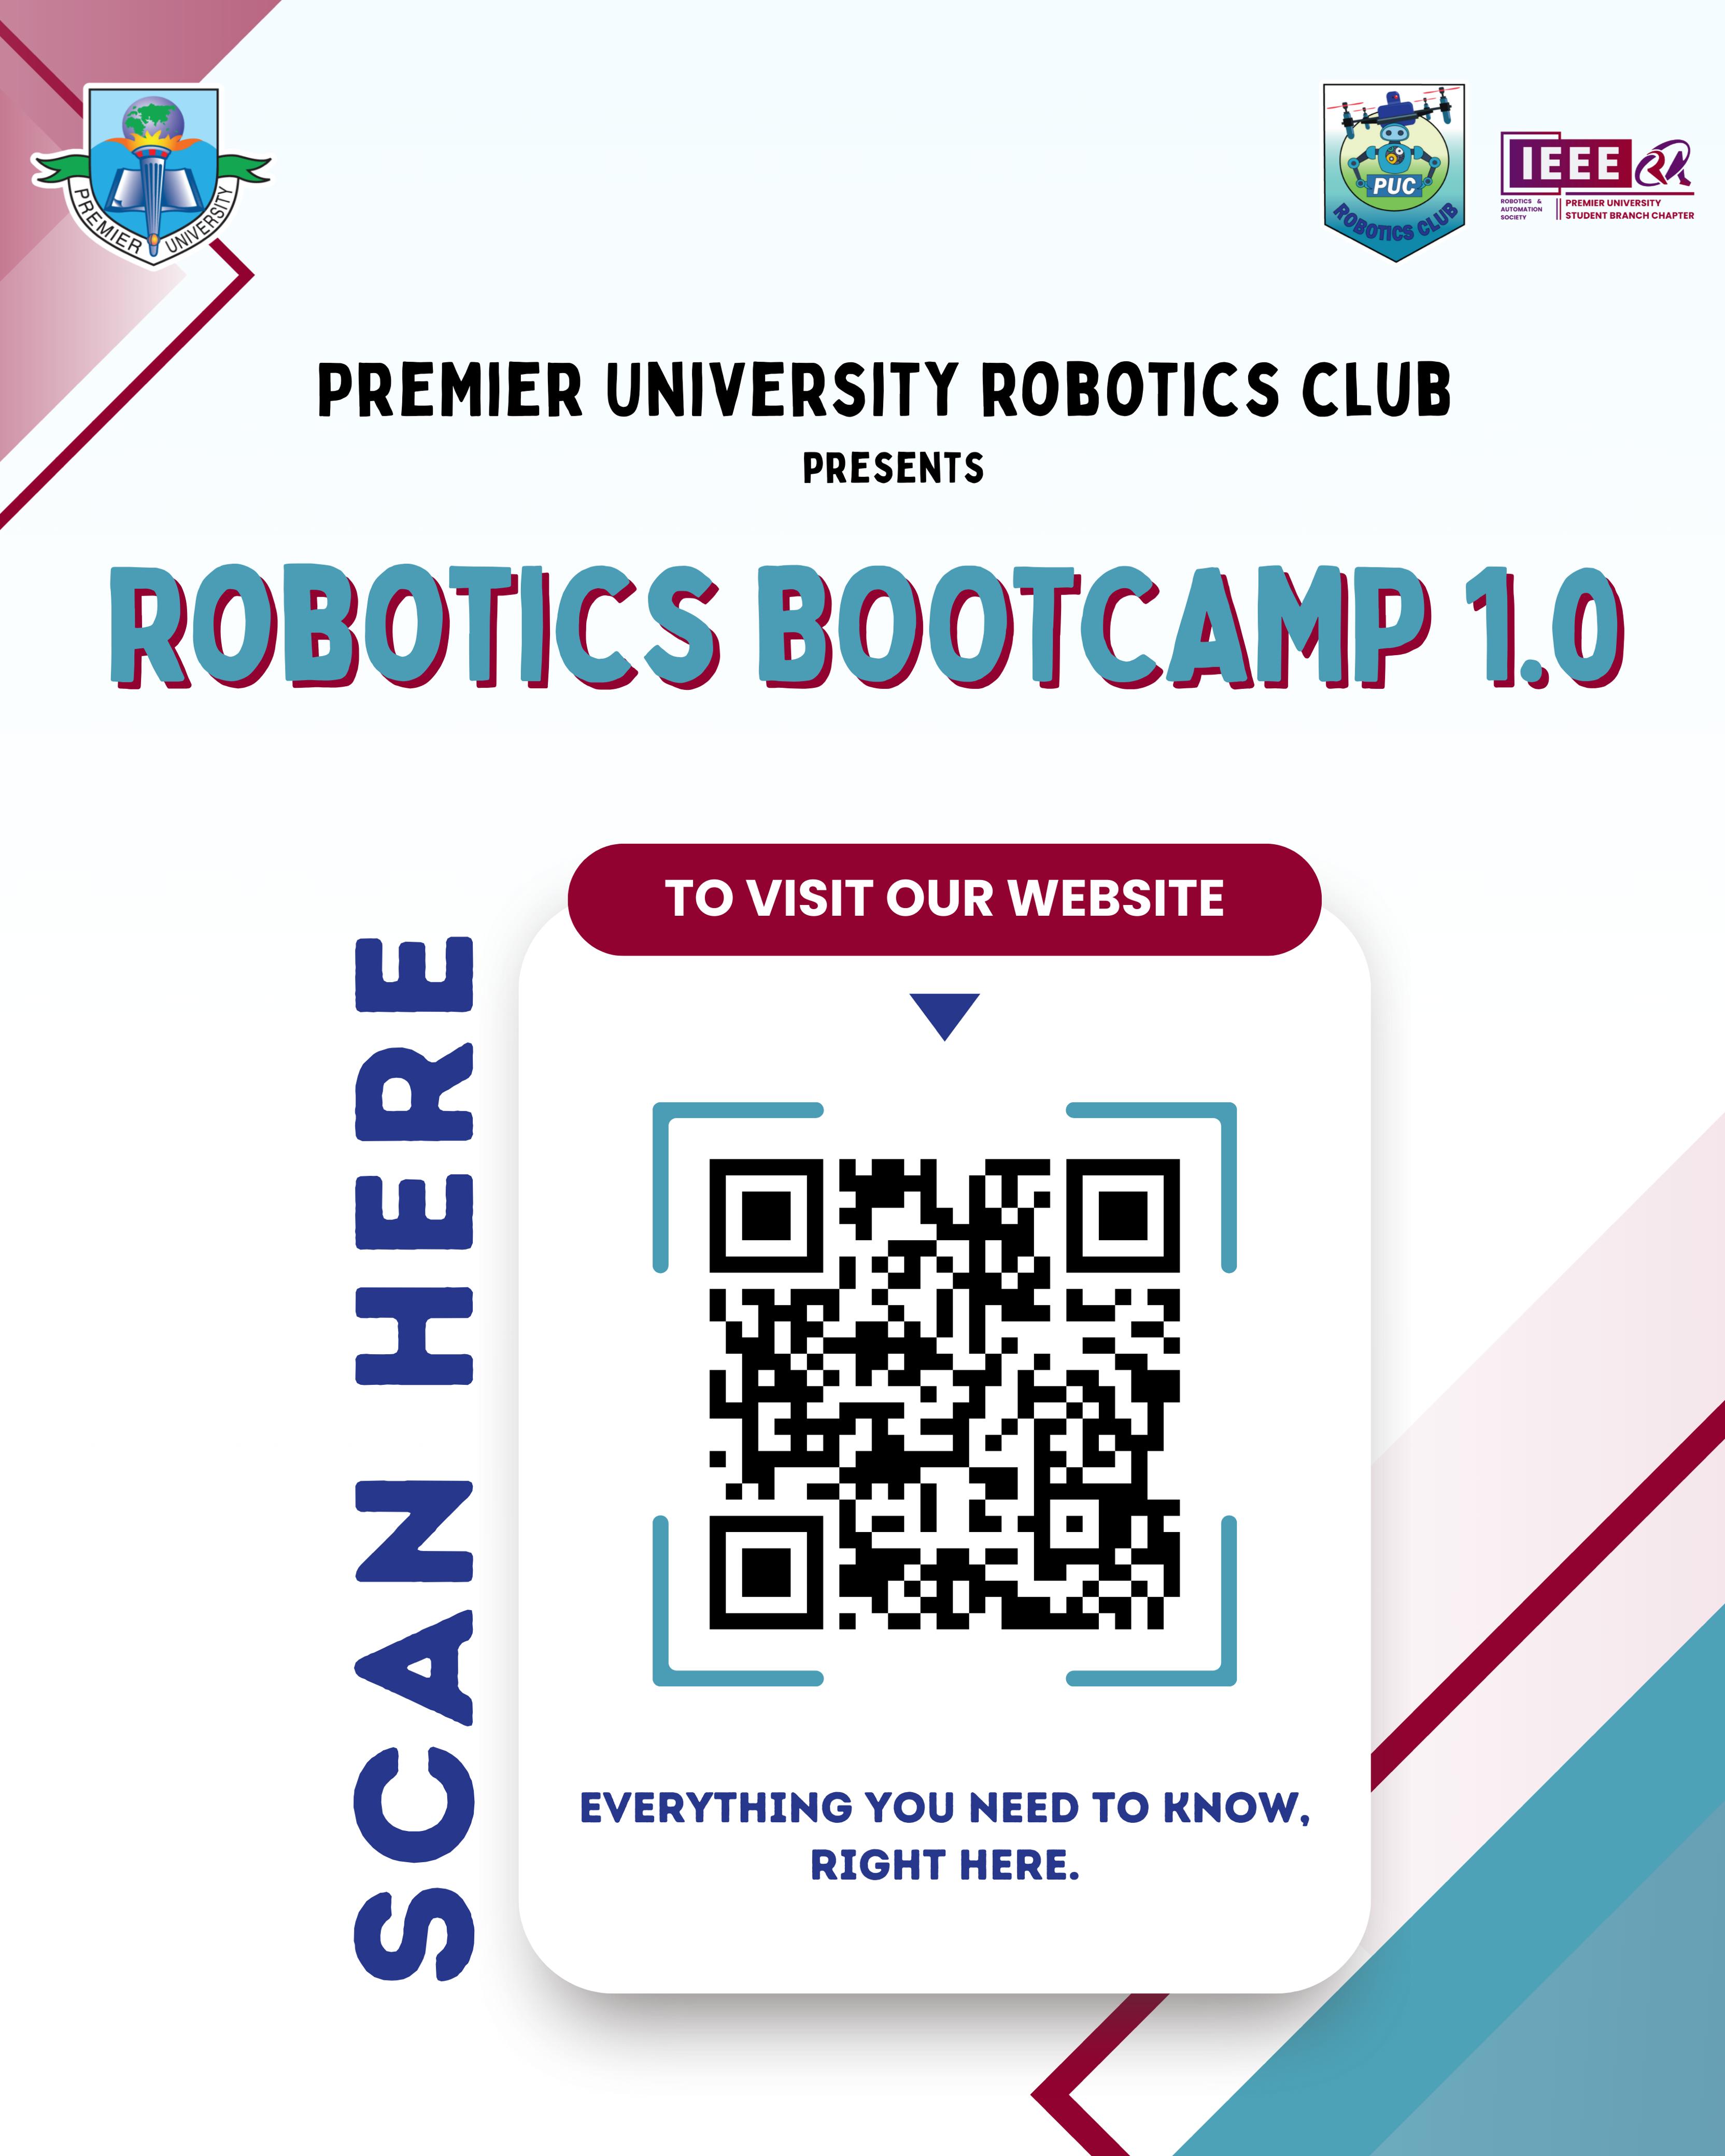 PREMIER UNIVERSITY
PUC
ROBOTICS CLUB
IEEE RA
ROBOTICS &
AUTOMATION
SOCIETY
PREMIER UNIVERSITY
STUDENT BRANCH CHAPTER
PREMIER UNIVERSITY ROBOTICS CLUB
PRESENTS
ROBOTICS BOOTCAMP 1.0
TO VISIT OUR WEBSITE
SCAN HERE
EVERYTHING YOU NEED TO KNOW,
RIGHT HERE.